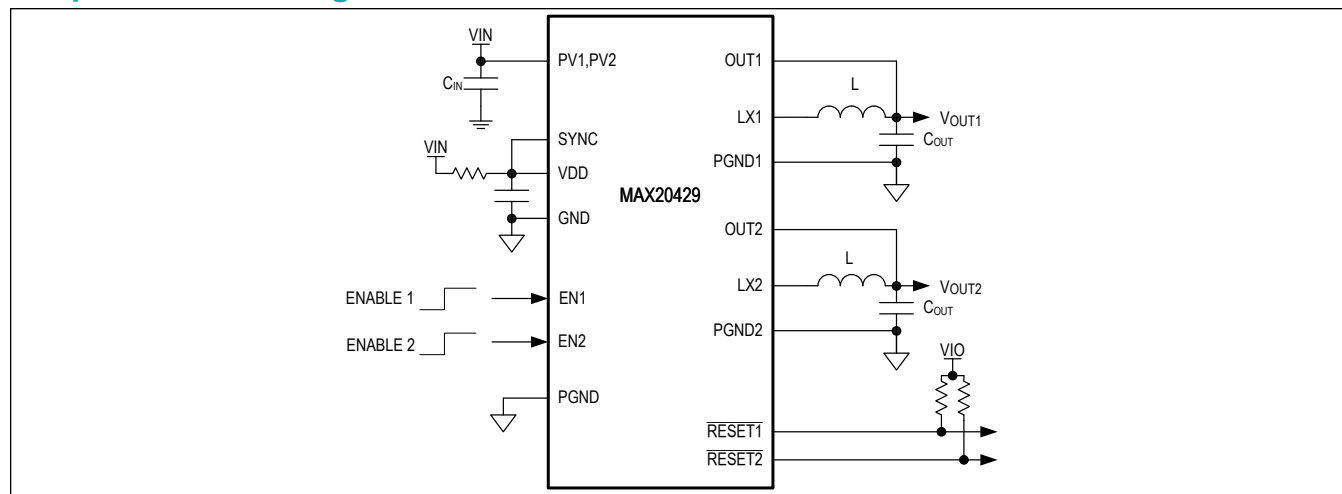 VIN
PV1,PV2
CIN
SYNC
VIN
VDD
GND
ENABLE 1
EN1
ENABLE 2
EN2
PGND
MAX20429
OUT1
L
LX1
VOUT1
COUT
PGND1
OUT2
L
LX2
VOUT2
COUT
PGND2
VIO
RESET1
RESET2